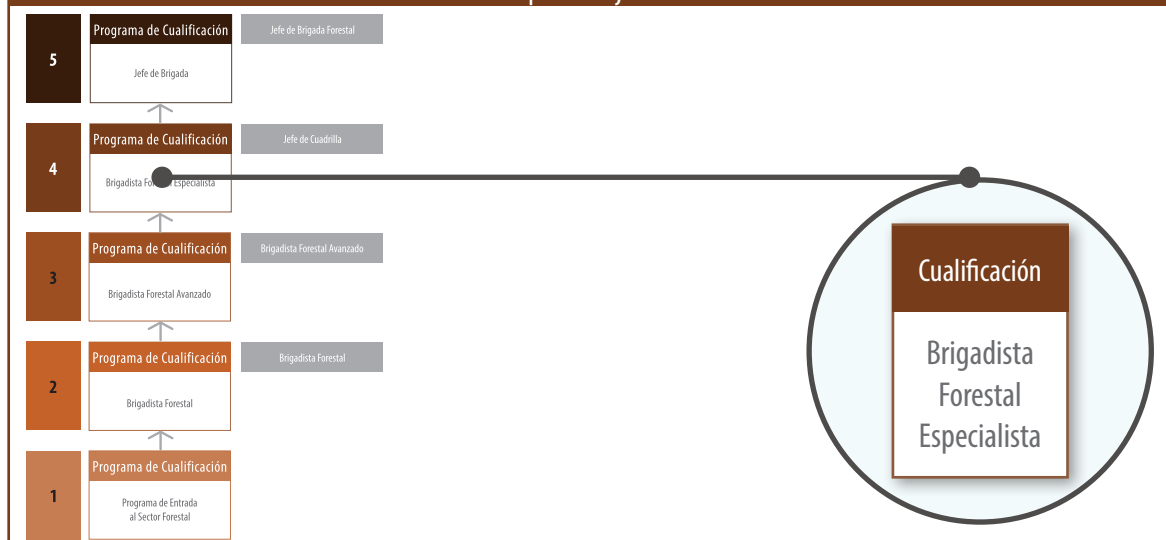 5
Programa de Cualificación
Jefe de Brigada
Jefe de Brigada Forestal
4
Programa de Cualificación
Brigadista Forestal Especialista
Jefe de Cuadrilla
3
Programa de Cualificación
Brigadista Forestal Avanzado
Brigadista Forestal Avanzado
2
Programa de Cualificación
Brigadista Forestal
Brigadista Forestal
1
Programa de Cualificación
Programa de Entrada
al Sector Forestal
Cualificación
Brigadista
Forestal
Especialista